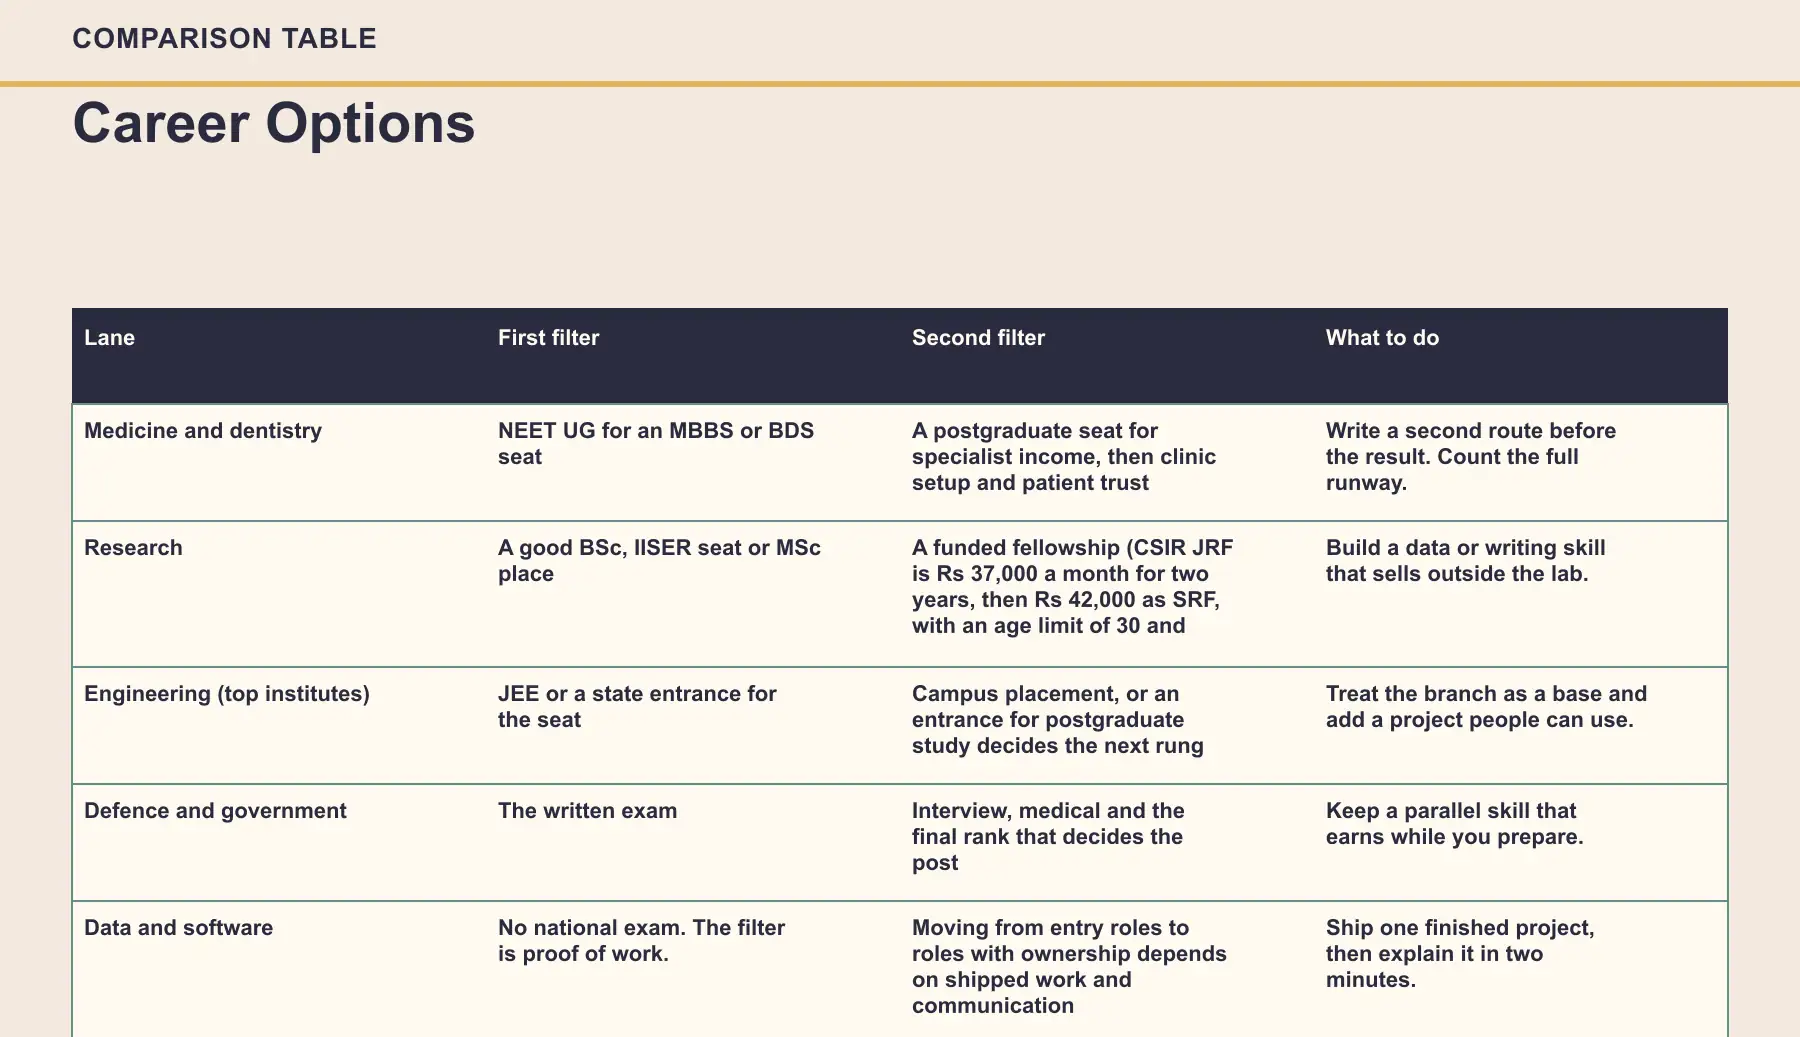 COMPARISON TABLE
Career Options
Lane First filter Second filter What to do
Medicine and dentistry
NEET UG for an MBBS or BDS
seat
A postgraduate seat for
specialist income, then clinic
setup and patient trust
Write a second route before
the result. Count the full
runway.
Research
A good BSc, IISER seat or MSc
place
A funded fellowship (CSIR JRF
is Rs 37,000 a month for two
years, then Rs 42,000 as SRF,
with an age limit of 30 and
Build a data or writing skill
that sells outside the lab.
Engineering (top institutes)
JEE or a state entrance for
the seat
Campus placement, or an
entrance for postgraduate
study decides the next rung
Treat the branch as a base and
add a project people can use.
Defence and government
The written exam
Interview, medical and the
final rank that decides the
post
Keep a parallel skill that
earns while you prepare.
Data and software
No national exam. The filter
is proof of work.
Moving from entry roles to
roles with ownership depends
on shipped work and
communication
Ship one finished project,
then explain it in two
minutes.